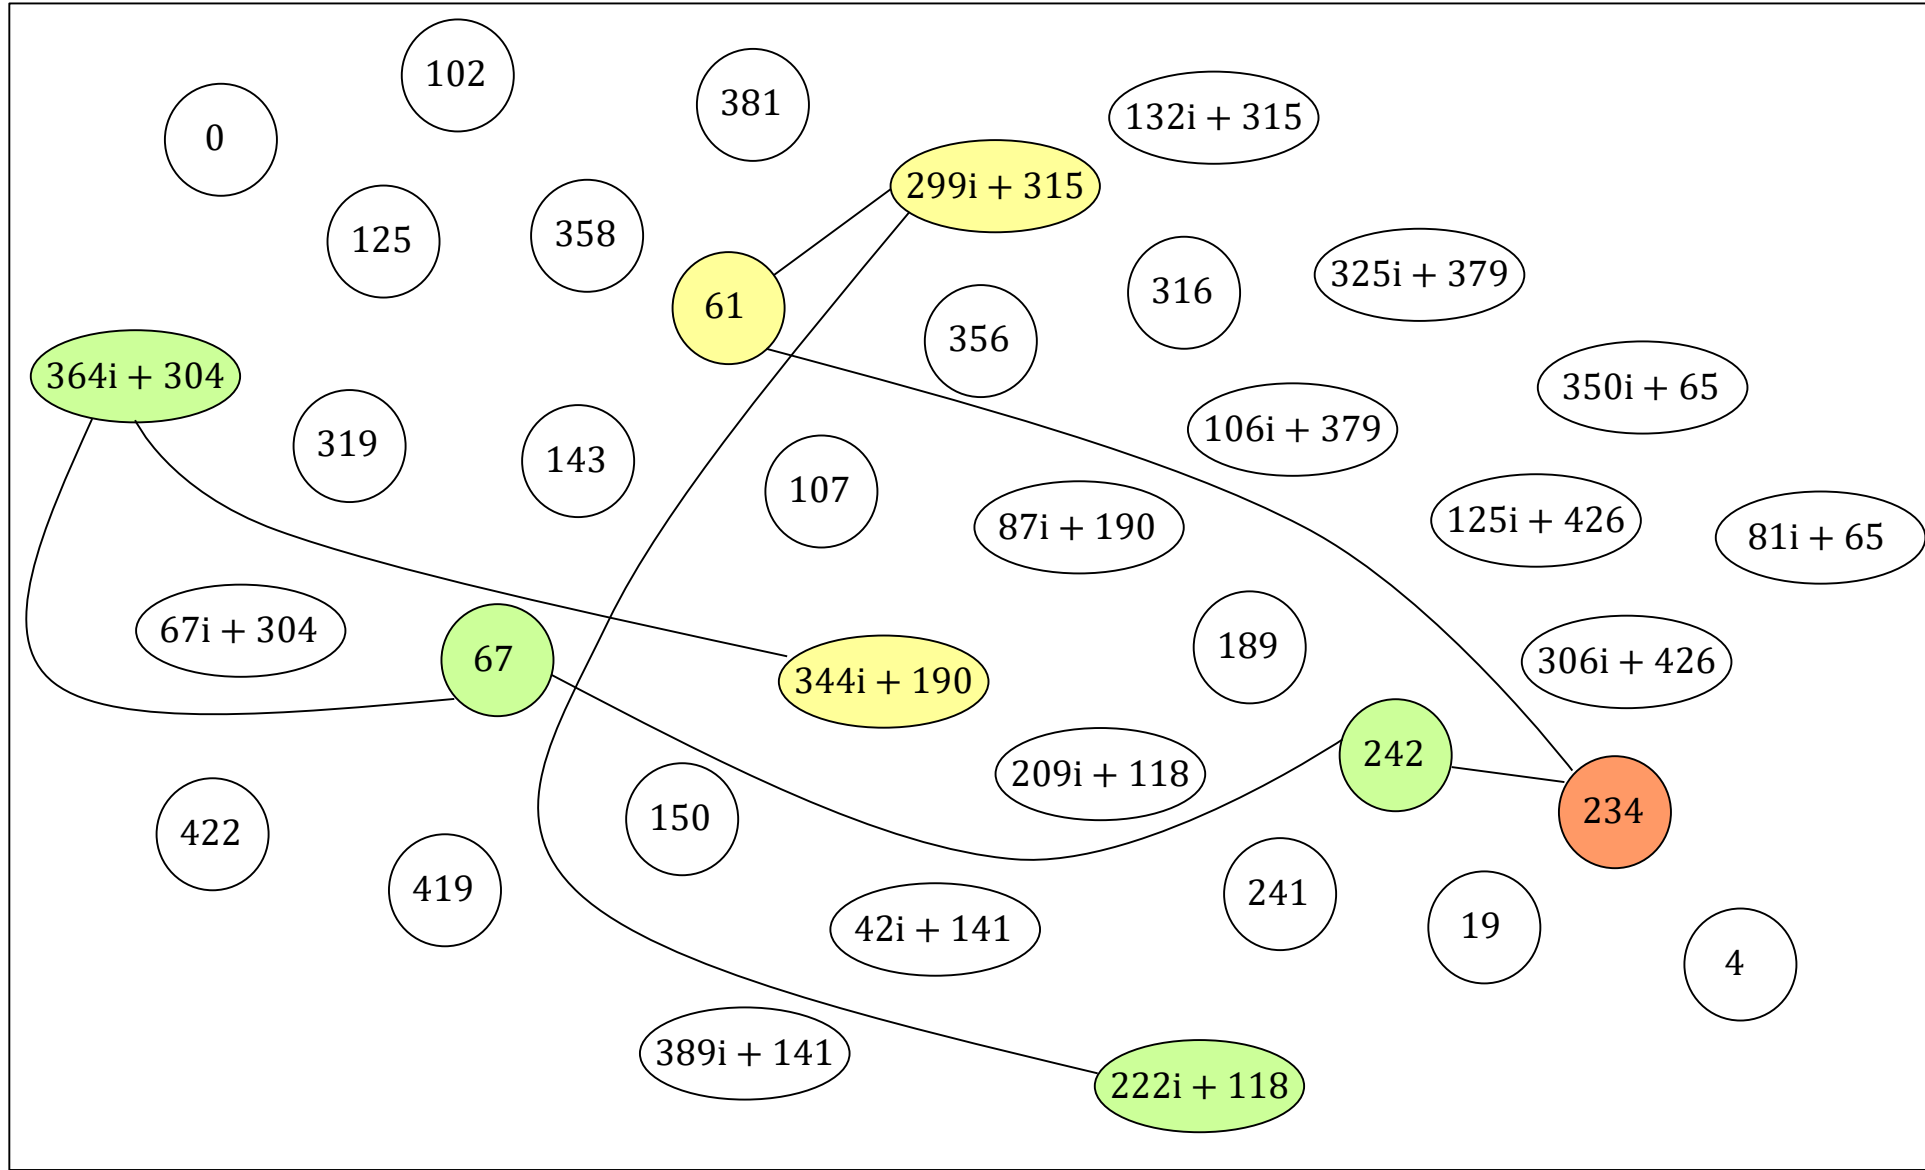 102
381
132i + 315
0
299i + 315
125
358
316
325i + 379
61
356
364i + 304
350i + 65
106i + 379
319
143
107
87i + 190
125i + 426
81i + 65
67i + 304
67
189
306i + 426
344i + 190
242
209i + 118
234
422
150
419
241
19
42i + 141
4
389i + 141
222i + 118